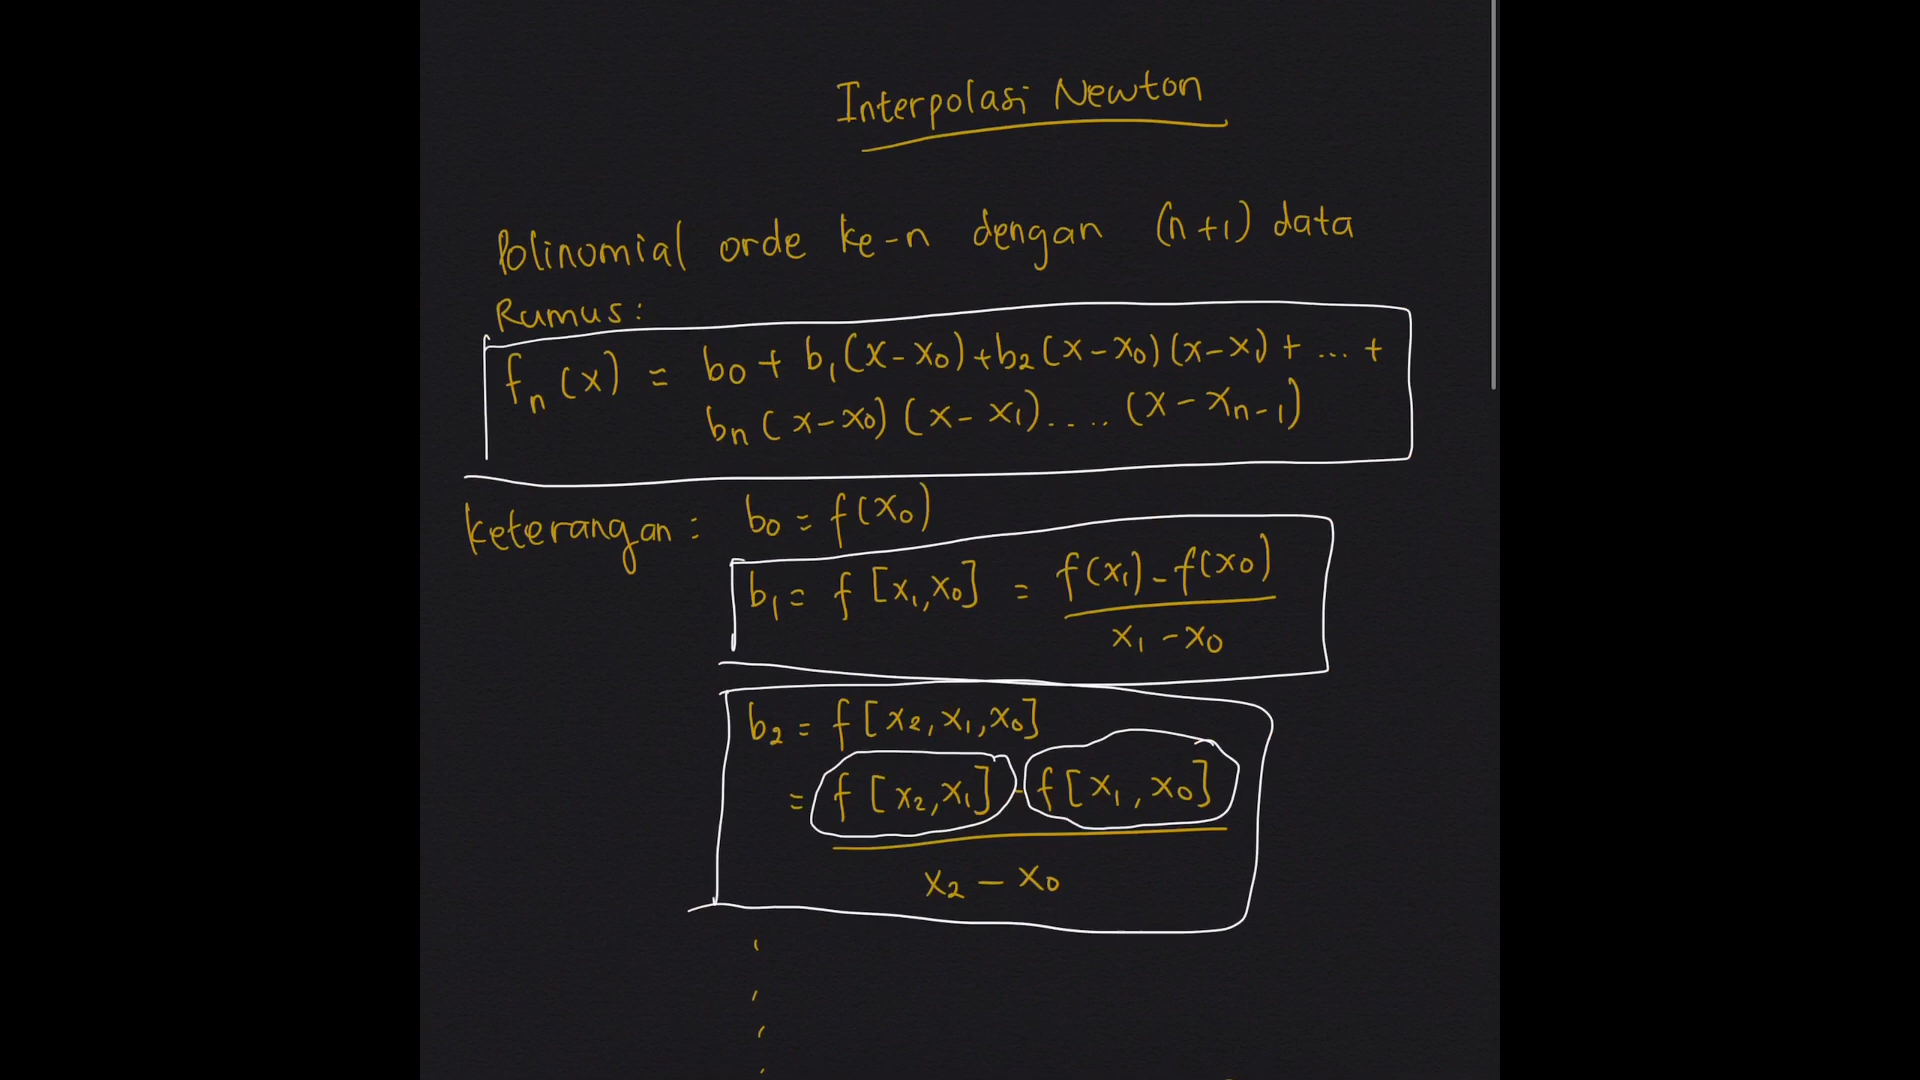 Interpolasi Newton
Polinomial orde ke-n dengan (n+1) data
Rumus:
fn(x) = b0 + b1(x-x0)+b2(x-x0)(x-x1)+...+
bn(x-x0)(x-x1)....(x-xn-1)
keterangan: b0 = f(x0)
b1 = f[x1,x0] = f(x1)-f(x0)
x1-x0
b2 = f[x2,x1,x0]
= f[x2,x1]-f[x1,x0]
x2-x0